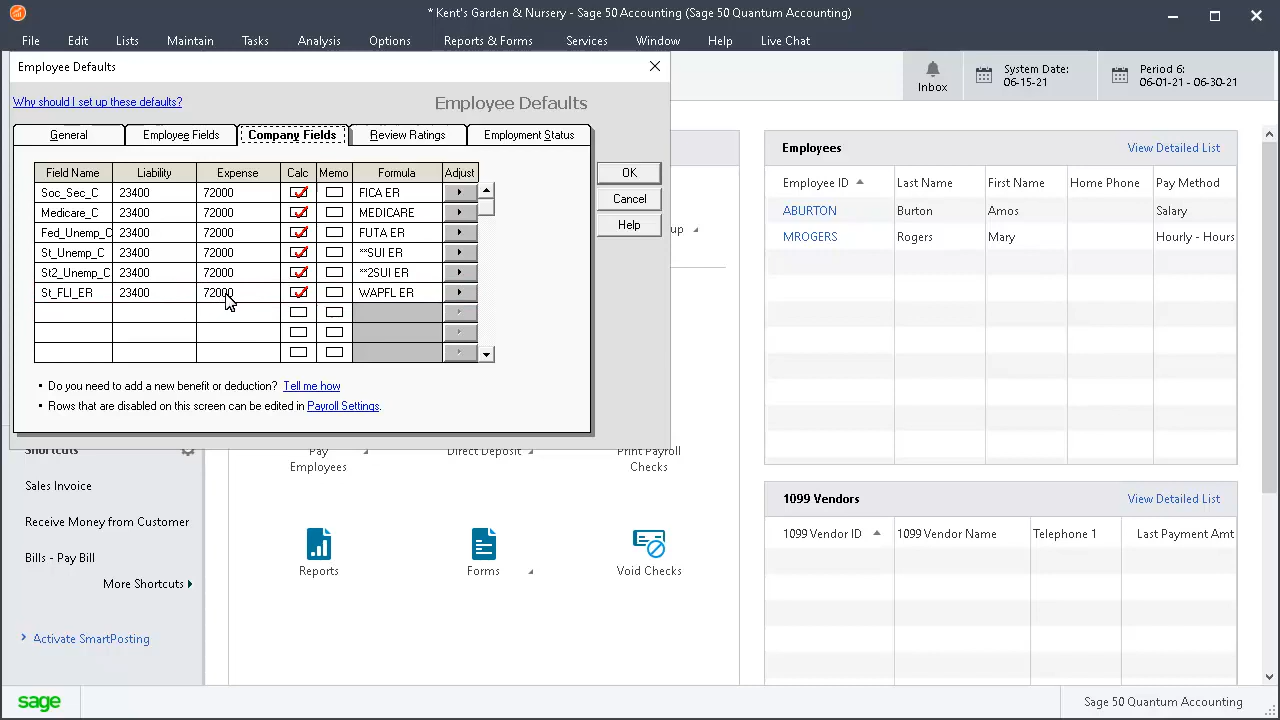 * Kent's Garden & Nursery - Sage 50 Accounting (Sage 50 Quantum Accounting)
File Edit Lists Maintain Tasks Analysis Options Reports & Forms Services Window Help Live Chat
Employee Defaults
Inbox
System Date:
06-15-21
Period 6:
06-01-21 - 06-30-21
Why should I set up these defaults?
Employee Defaults
General Employee Fields Company Fields Review Ratings Employment Status
Field Name Liability Expense Calc Memo Formula Adjust
Soc_Sec_C 23400 72000 FICA ER
Medicare_C 23400 72000 MEDICARE
Fed_Unemp_C 23400 72000 FUTA ER
St_Unemp_C 23400 72000 **SUI ER
St2_Unemp_C 23400 72000 **2SUI ER
St_FLI_ER 23400 72000 WAPFL ER
OK
Cancel
Help
• Do you need to add a new benefit or deduction? Tell me how
• Rows that are disabled on this screen can be edited in Payroll Settings.
up
Employees View Detailed List
Employee ID Last Name First Name Home Phone Pay Method
ABURTON Burton Amos Salary
MROGERS Rogers Mary Hourly - Hours
Shortcuts
Sales Invoice
Receive Money from Customer
Bills - Pay Bill
More Shortcuts
Activate SmartPosting
Pay
Employees
Direct Deposit
Print Payroll
Checks
Reports
Forms
Void Checks
1099 Vendors View Detailed List
1099 Vendor ID 1099 Vendor Name Telephone 1 Last Payment Amt
sage
Sage 50 Quantum Accounting